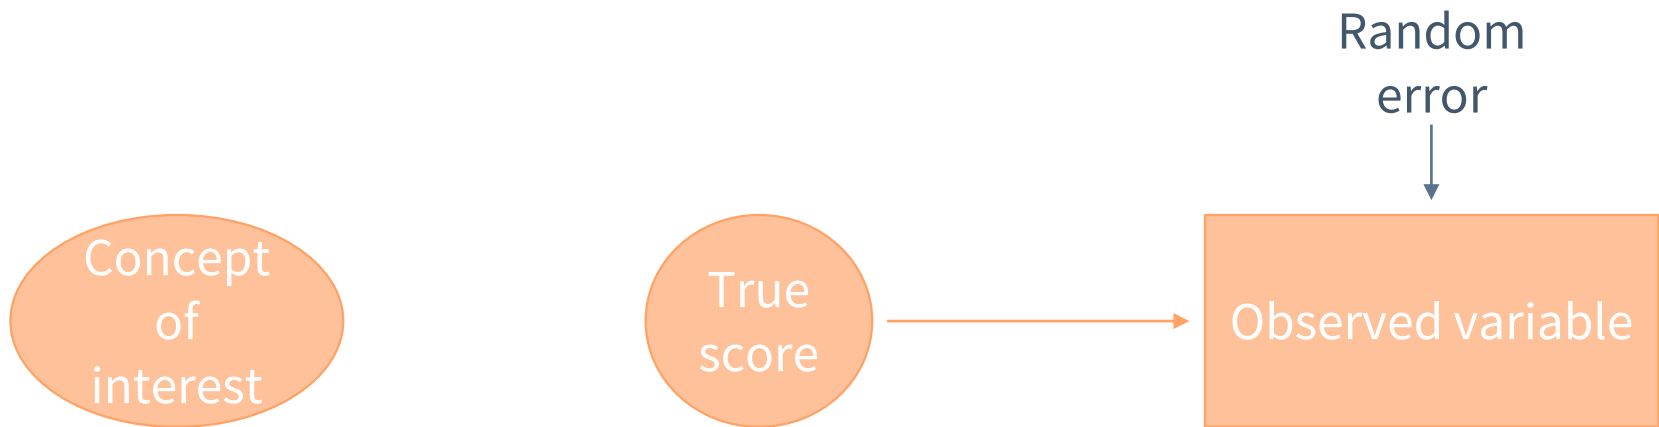 Random
error
Concept
of
interest
True
score
Observed variable